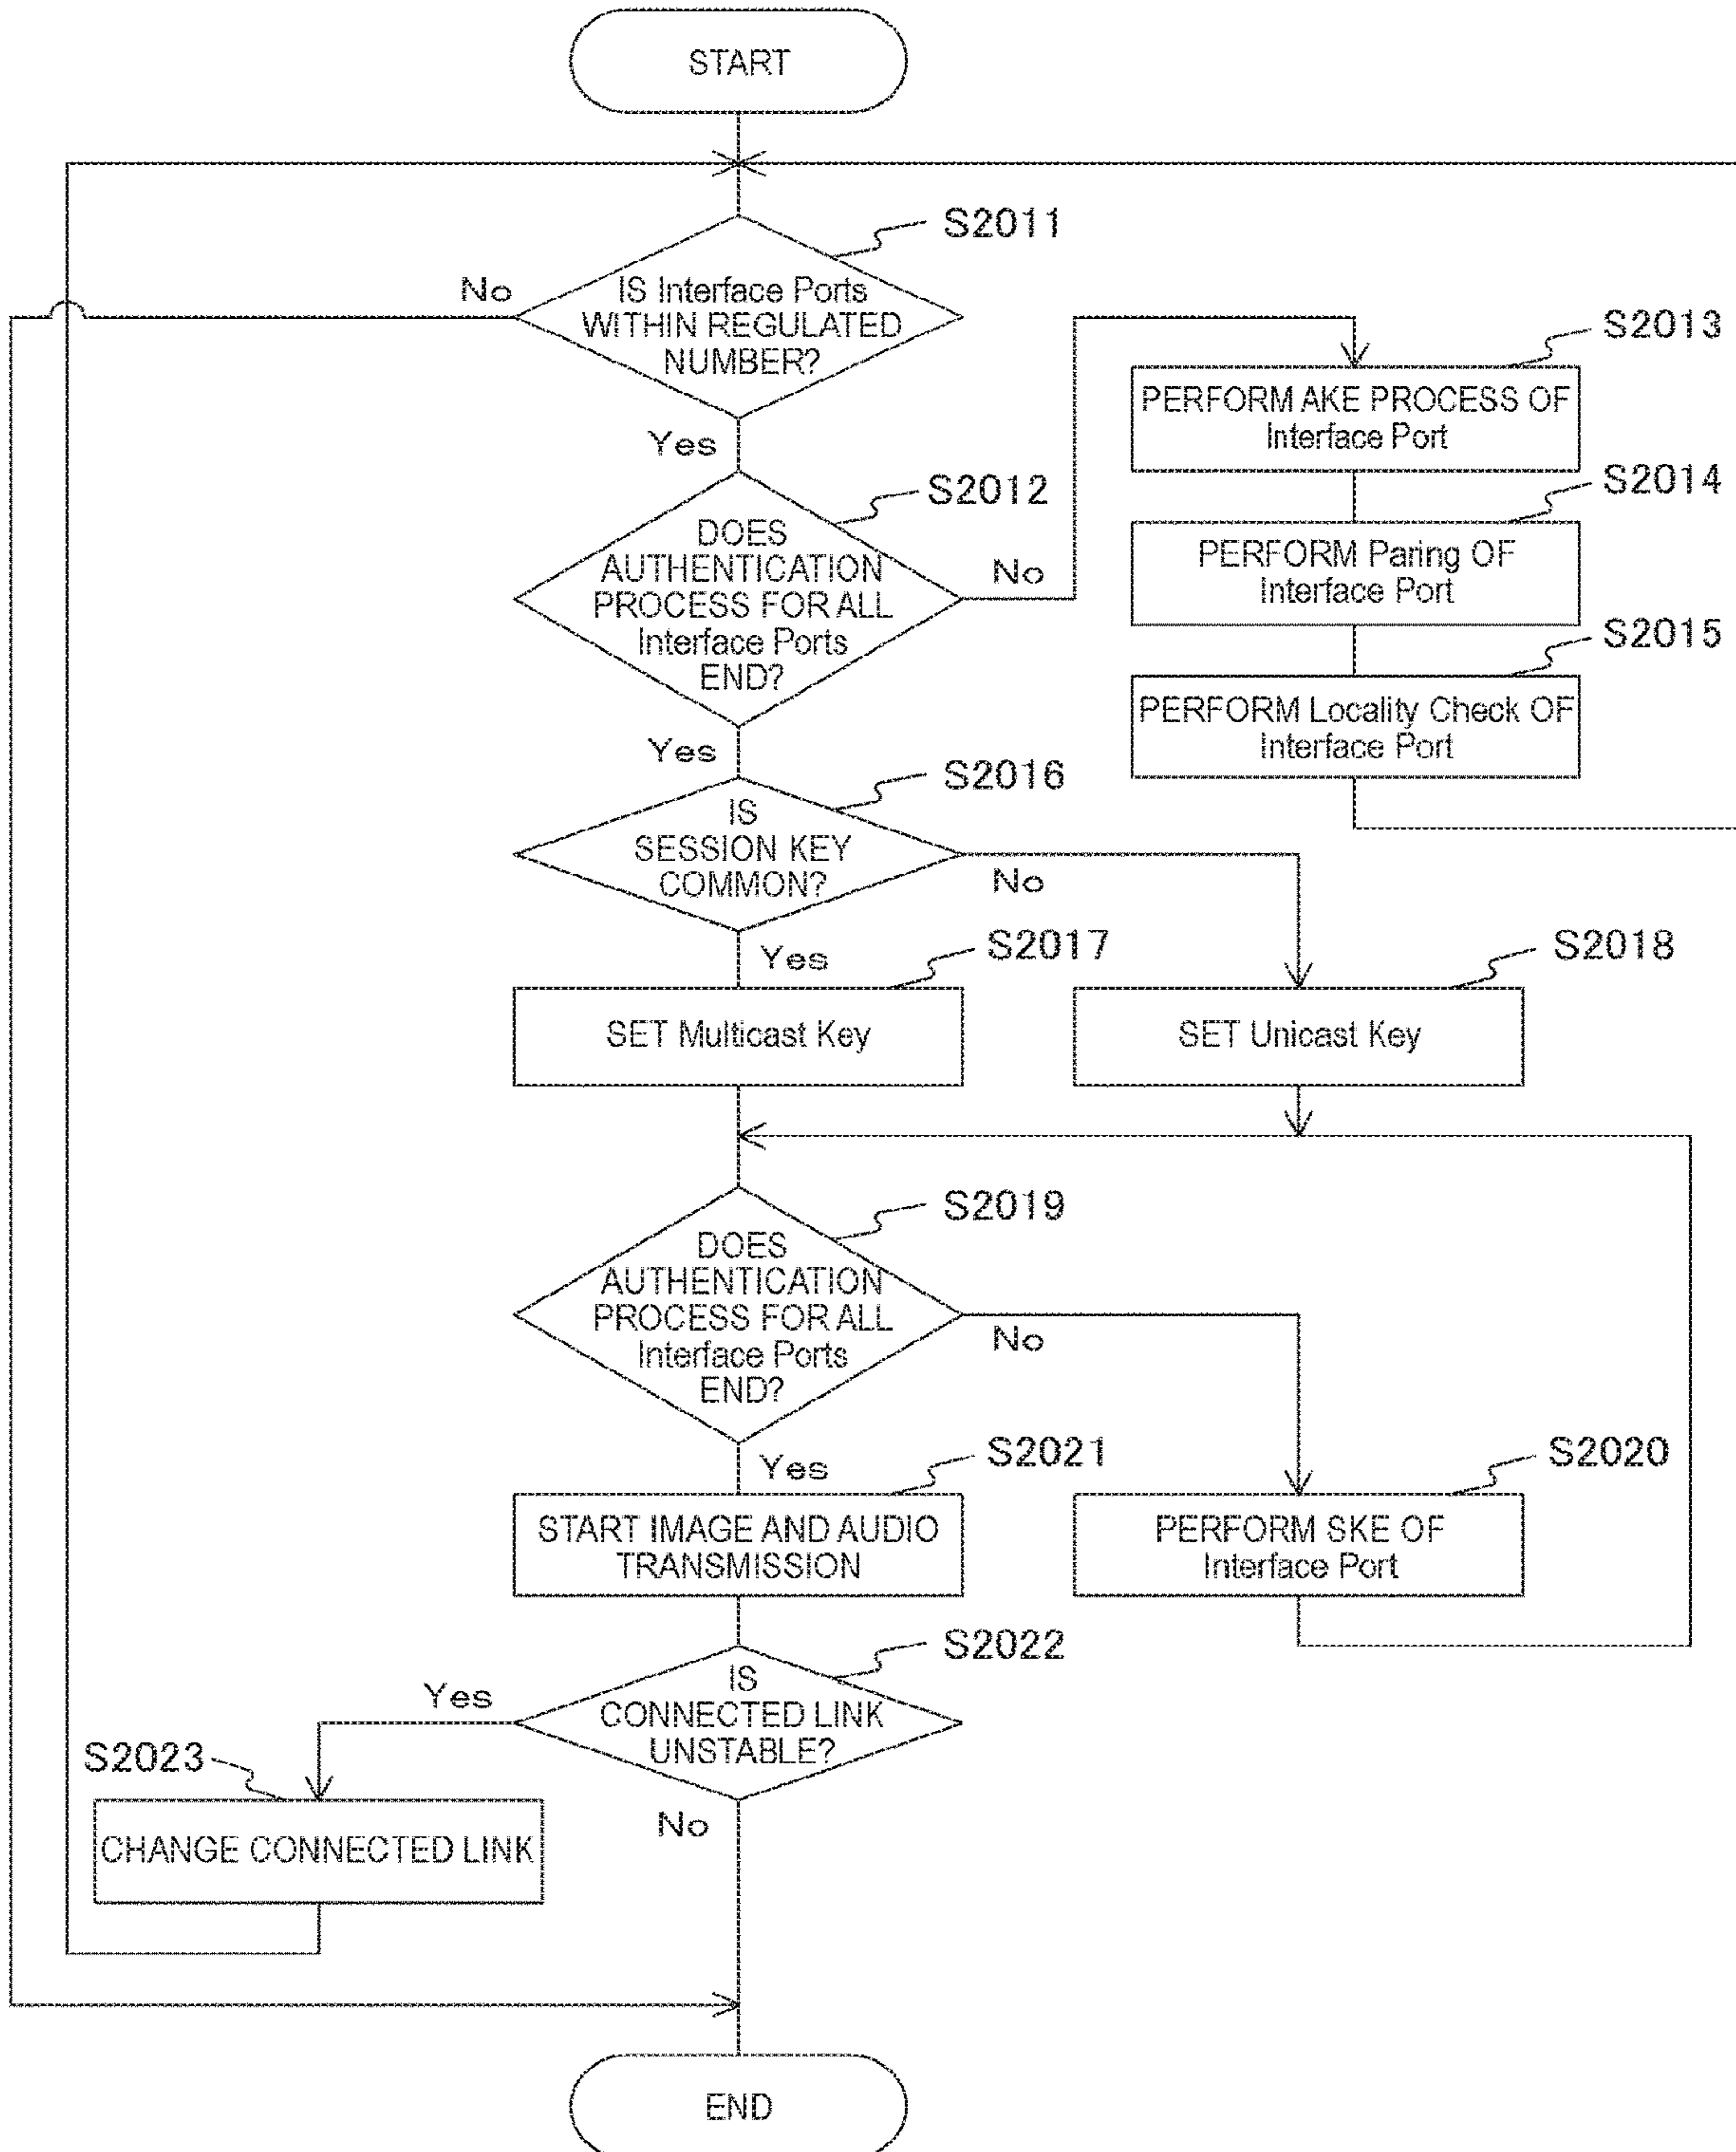 START
S2011
No
IS Interface Ports
WITHIN REGULATED
NUMBER?
Yes
S2012
DOES
AUTHENTICATION
PROCESS FOR ALL
Interface Ports
END?
No
S2013
PERFORM AKE PROCESS OF
Interface Port
S2014
PERFORM Paring OF
Interface Port
S2015
PERFORM Locality Check OF
Interface Port
Yes
S2016
IS
SESSION KEY
COMMON?
No
Yes
S2017
SET Multicast Key
S2018
SET Unicast Key
S2019
DOES
AUTHENTICATION
PROCESS FOR ALL
Interface Ports
END?
No
Yes
S2021
START IMAGE AND AUDIO
TRANSMISSION
S2020
PERFORM SKE OF
Interface Port
S2022
IS
CONNECTED LINK
UNSTABLE?
Yes
S2023
CHANGE CONNECTED LINK
No
END